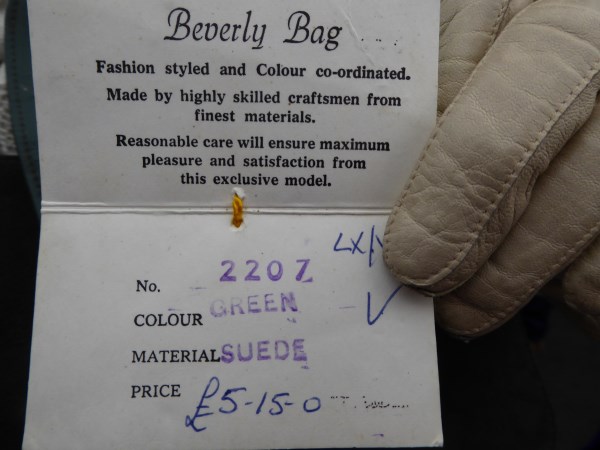 Beverly Bag
Fashion styled and Colour co-ordinated.
Made by highly skilled craftsmen from
finest materials.
Reasonable care will ensure maximum
pleasure and satisfaction from
this exclusive model.
No. 2207
COLOUR GREEN
MATERIAL SUEDE
PRICE £5-15-0